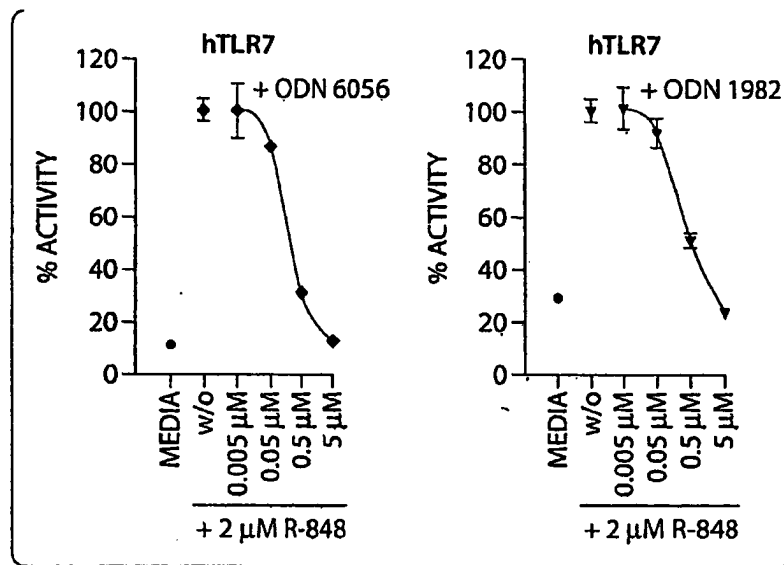 hTLR7
120
100
80
60
40
20
0
% ACTIVITY
+ ODN 6056
MEDIA
w/o
0.005 µM
0.05 µM
0.5 µM
5 µM
+ 2 µM R-848
hTLR7
120
100
80
60
40
20
0
% ACTIVITY
+ ODN 1982
MEDIA
w/o
0.005 µM
0.05 µM
0.5 µM
5 µM
+ 2 µM R-848